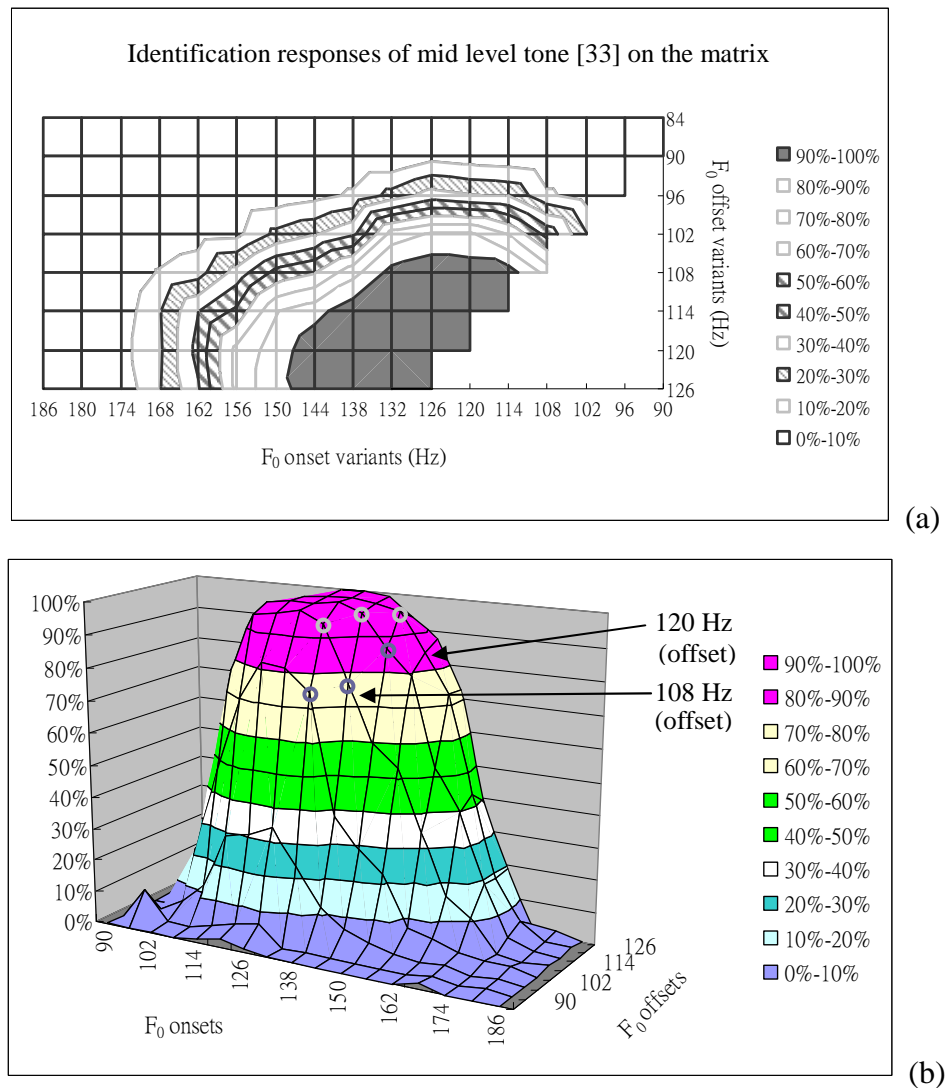 Identification responses of mid level tone [33] on the matrix
84
90
96
102
108
114
120
126
F0 offset variants (Hz)
186 180 174 168 162 156 150 144 138 132 126 120 114 108 102 96 90
F0 onset variants (Hz)
90%-100%
80%-90%
70%-80%
60%-70%
50%-60%
40%-50%
30%-40%
20%-30%
10%-20%
0%-10%
(a)
100%
90%
80%
70%
60%
50%
40%
30%
20%
10%
0%
90 102 114 126 138 150 162 174 186
F0 onsets
90 102 114 126
F0 offsets
120 Hz
(offset)
108 Hz
(offset)
90%-100%
80%-90%
70%-80%
60%-70%
50%-60%
40%-50%
30%-40%
20%-30%
10%-20%
0%-10%
(b)